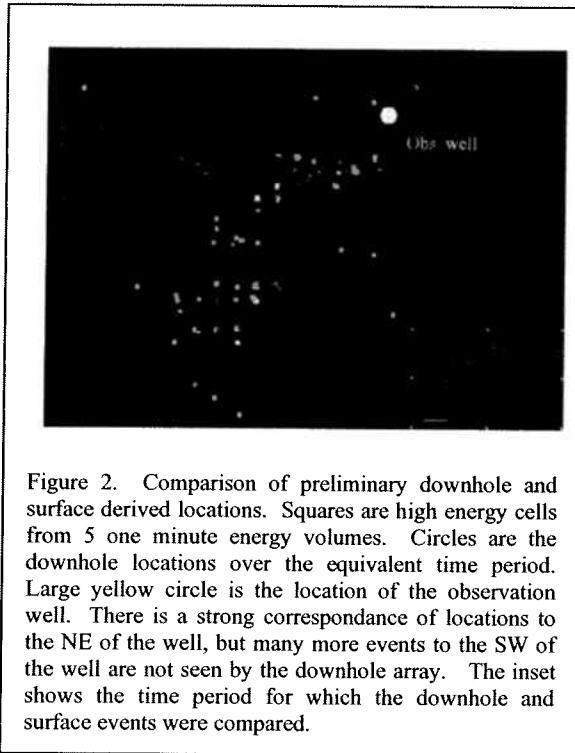 Obs well
Figure 2. Comparison of preliminary downhole and
surface derived locations. Squares are high energy cells
from 5 one minute energy volumes. Circles are the
downhole locations over the equivalent time period.
Large yellow circle is the location of the observation
well. There is a strong correspondance of locations to
the NE of the well, but many more events to the SW of
the well are not seen by the downhole array. The inset
shows the time period for which the downhole and
surface events were compared.